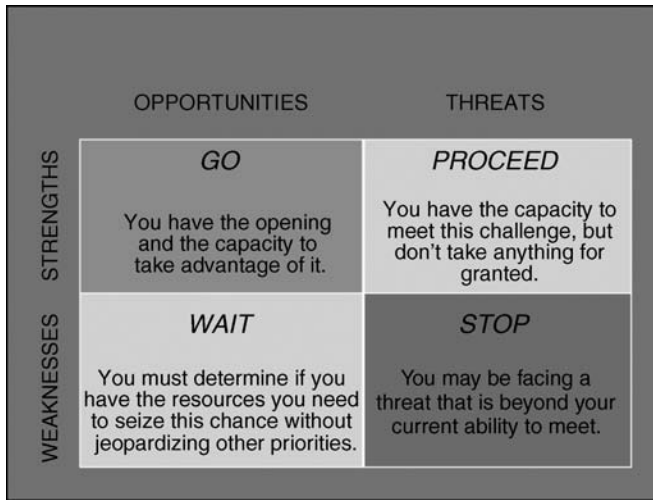 OPPORTUNITIES
THREATS
STRENGTHS
GO
You have the opening
and the capacity to
take advantage of it.
PROCEED
You have the capacity to
meet this challenge, but
don't take anything for
granted.
WEAKNESSES
WAIT
You must determine if you
have the resources you need
to seize this chance without
jeopardizing other priorities.
STOP
You may be facing a
threat that is beyond your
current ability to meet.